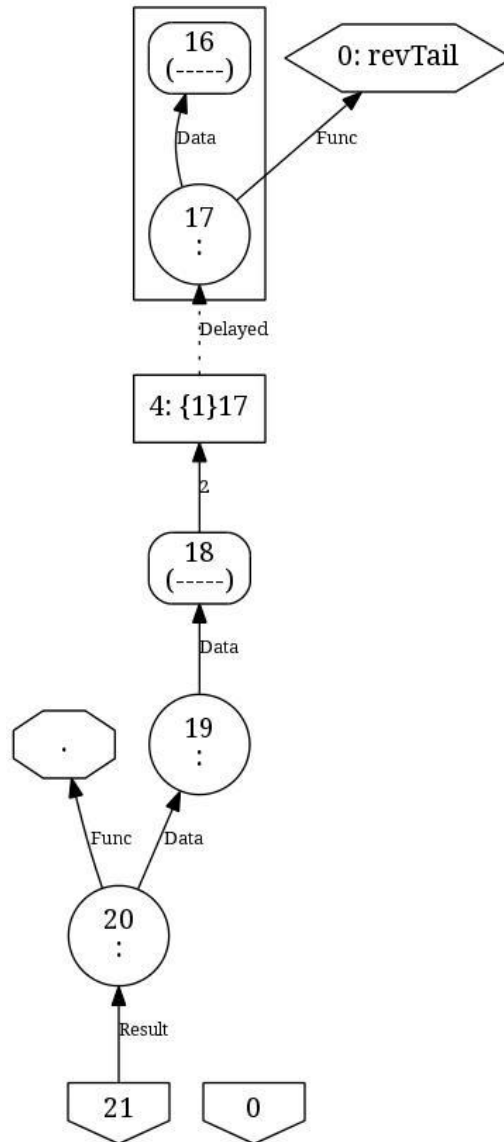 16
(-----)
0: revTail
Data
Func
17
:
Delayed
4: {1}17
2
18
(-----)
Data
19
:
.
Func
Data
20
:
Result
21
0